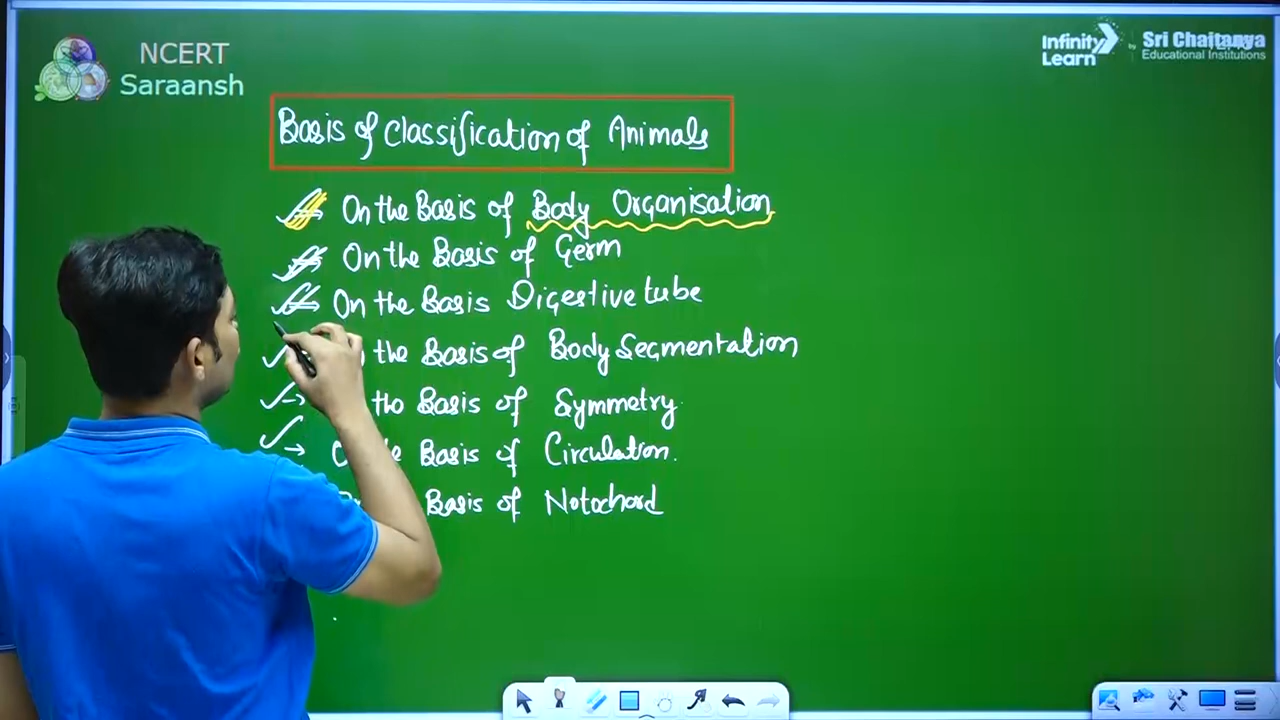 NCERT
Saraansh
Infinity
Learn
by
Sri Chaitanya
Educational Institutions
Basis of classification of Animals
On the Basis of Body Organisation
On the Basis of Germ
On the Basis Digestive tube
the Basis of Body Segmentation
the Basis of Symmetry
Basis of Circulation.
Basis of Notochord